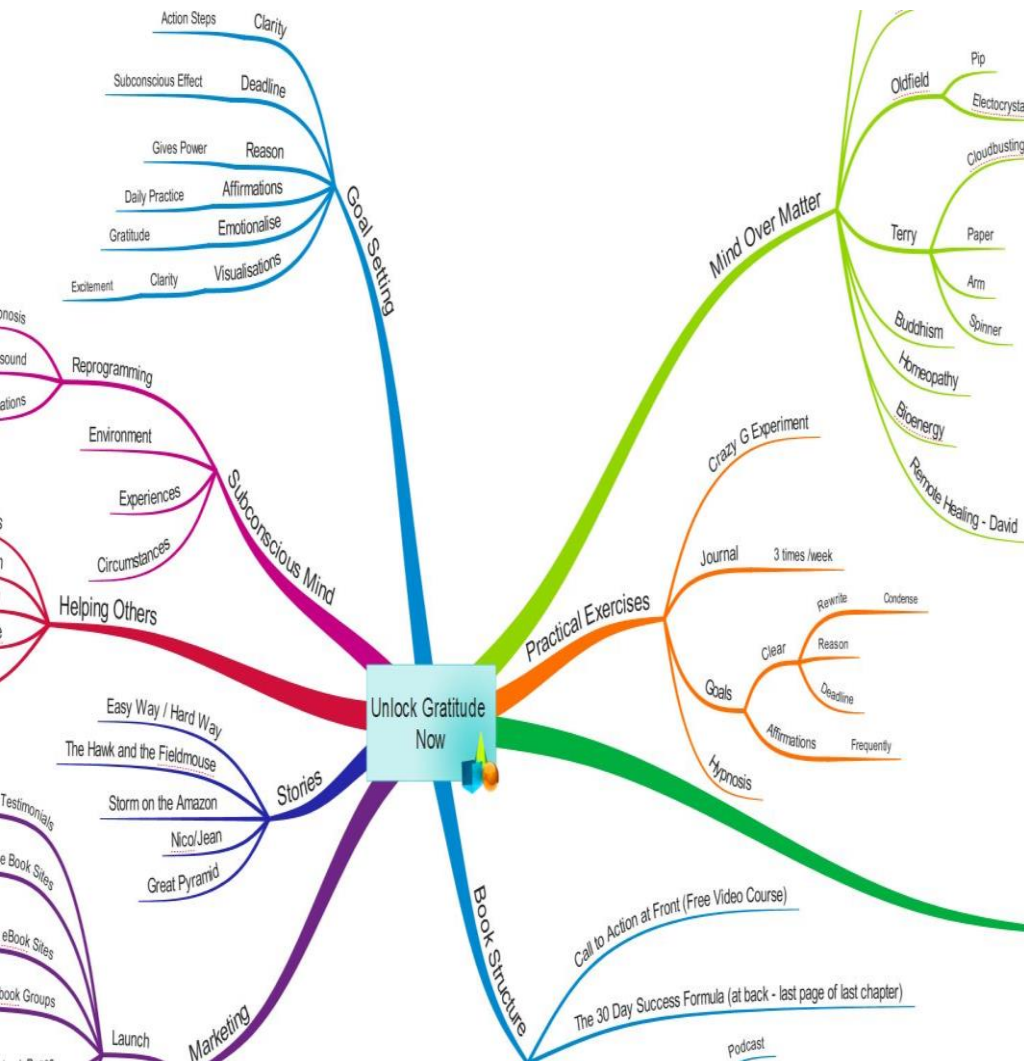 Unlock Gratitude
Now
Goal Setting
Clarity
Action Steps
Deadline
Subconscious Effect
Reason
Gives Power
Affirmations
Daily Practice
Emotionalise
Gratitude
Visualisations
Clarity
Excitement
Mind Over Matter
Oldfield
Pip
Terry
Cloudbusting
Paper
Arm
Spinner
Buddhism
Homeopathy
Bioenergy
Remote Healing - David
Practical Exercises
Crazy G Experiment
Journal
3 times /week
Goals
Clear
Rewrite
Condense
Reason
Deadline
Affirmations
Frequently
Hypnosis
Subconscious Mind
Reprogramming
sound
Environment
Experiences
Circumstances
Helping Others
Stories
Easy Way / Hard Way
The Hawk and the Fieldmouse
Storm on the Amazon
Nico/Jean
Great Pyramid
Marketing
Launch
Testimonials
Book Sites
eBook Sites
Groups
Book Structure
Call to Action at Front (Free Video Course)
The 30 Day Success Formula (at back - last page of last chapter)
Podcast